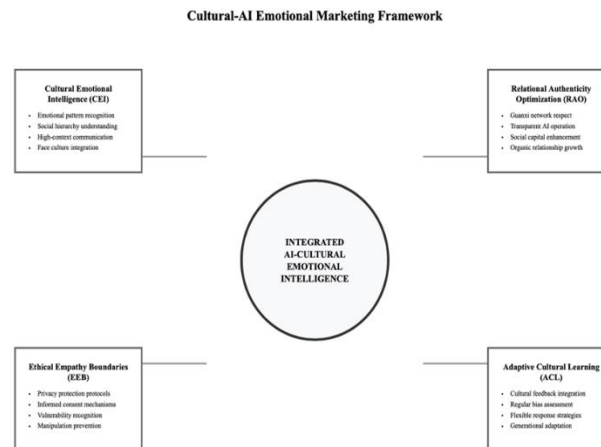 Cultural-AI Emotional Marketing Framework
Cultural Emotional
Intelligence (CEI)
• Emotional pattern recognition
• Social hierarchy understanding
• High-context communication
• Face culture integration
Relational Authenticity
Optimization (RAO)
• Guanxi network respect
• Transparent AI operation
• Social capital enhancement
• Organic relationship growth
INTEGRATED
AI-CULTURAL
EMOTIONAL
INTELLIGENCE
Ethical Empathy Boundaries
(EEB)
• Privacy protection protocols
• Informed consent mechanisms
• Vulnerability recognition
• Manipulation prevention
Adaptive Cultural Learning
(ACL)
• Cultural feedback integration
• Regular bias assessment
• Flexible response strategies
• Generational adaptation